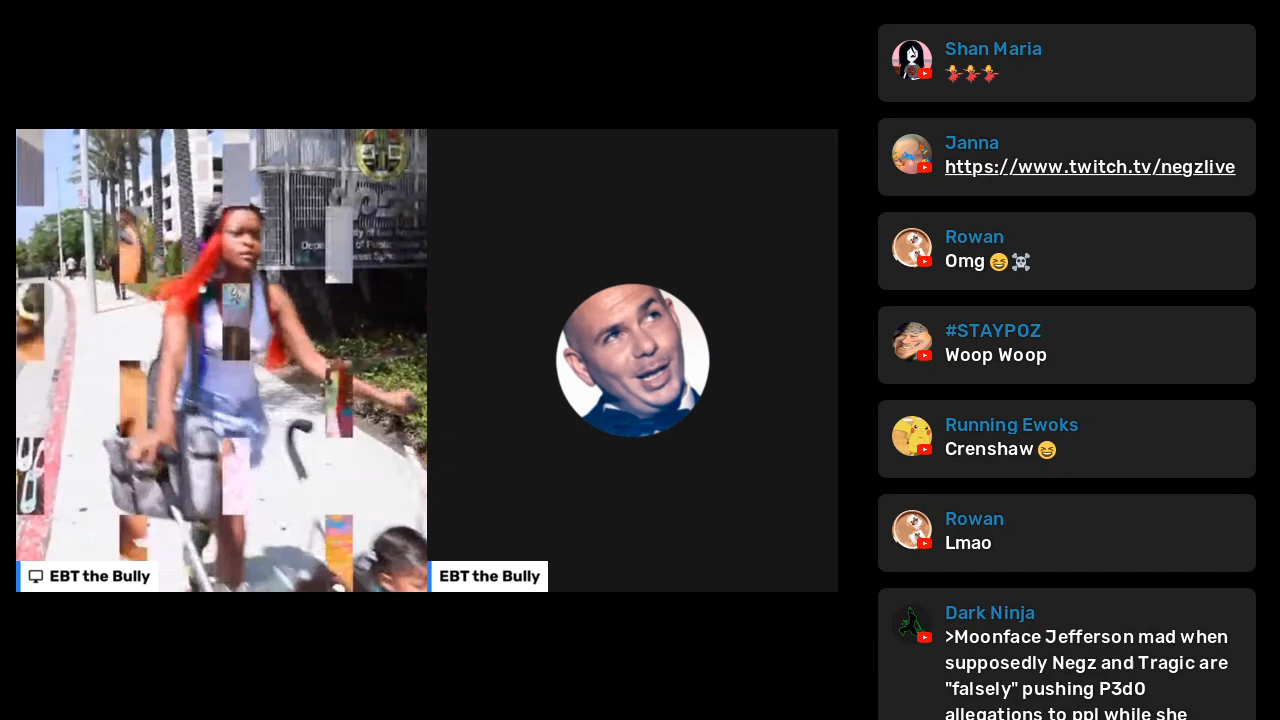 Shan Maria
Janna
https://www.twitch.tv/negzlive
Rowan
Omg
#STAYPOZ
Woop Woop
Running Ewoks
Crenshaw
Rowan
Lmao
Dark Ninja
>Moonface Jefferson mad when
supposedly Negz and Tragic are
"falsely" pushing P3d0
allegations to ppl while she
EBT the Bully
EBT the Bully